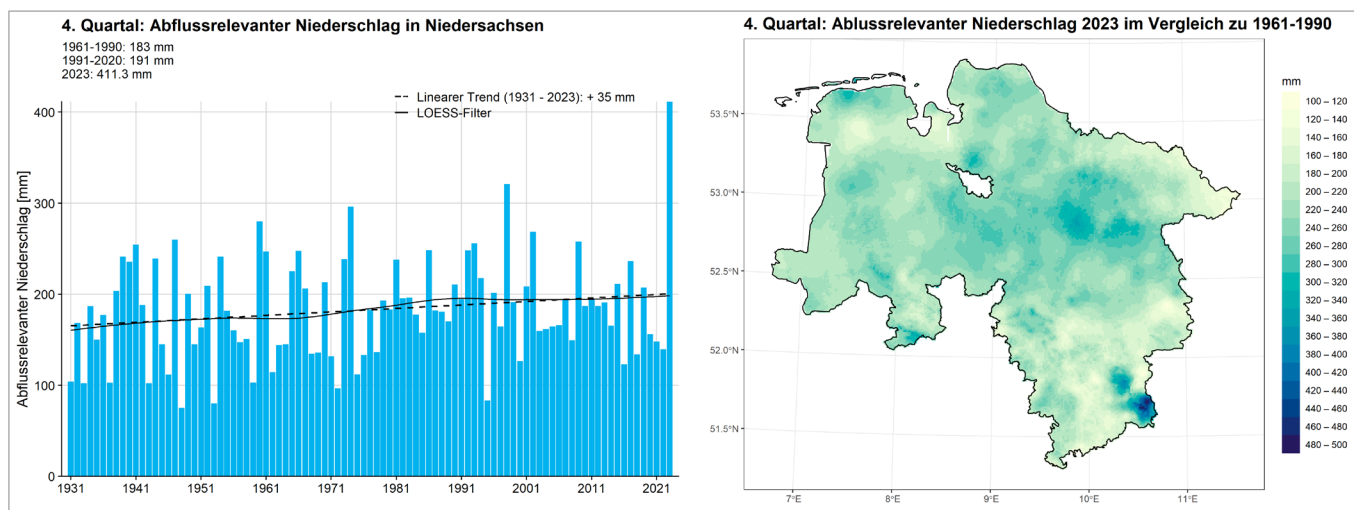 4. Quartal: Abflussrelevanter Niederschlag in Niedersachsen
1961-1990: 183 mm
1991-2020: 191 mm
2023: 411.3 mm
Linearer Trend (1931 - 2023): + 35 mm
LOESS-Filter
Abflussrelevanter Niederschlag [mm]
400
300
200
100
0
1931
1941
1951
1961
1971
1981
1991
2001
2011
2021
4. Quartal: Ablussrelevanter Niederschlag 2023 im Vergleich zu 1961-1990
53.5°N
53.0°N
52.5°N
52.0°N
51.5°N
7°E
8°E
9°E
10°E
11°E
mm
100 – 120
120 – 140
140 – 160
160 – 180
180 – 200
200 – 220
220 – 240
240 – 260
260 – 280
280 – 300
300 – 320
320 – 340
340 – 360
360 – 380
380 – 400
400 – 420
420 – 440
440 – 460
460 – 480
480 – 500